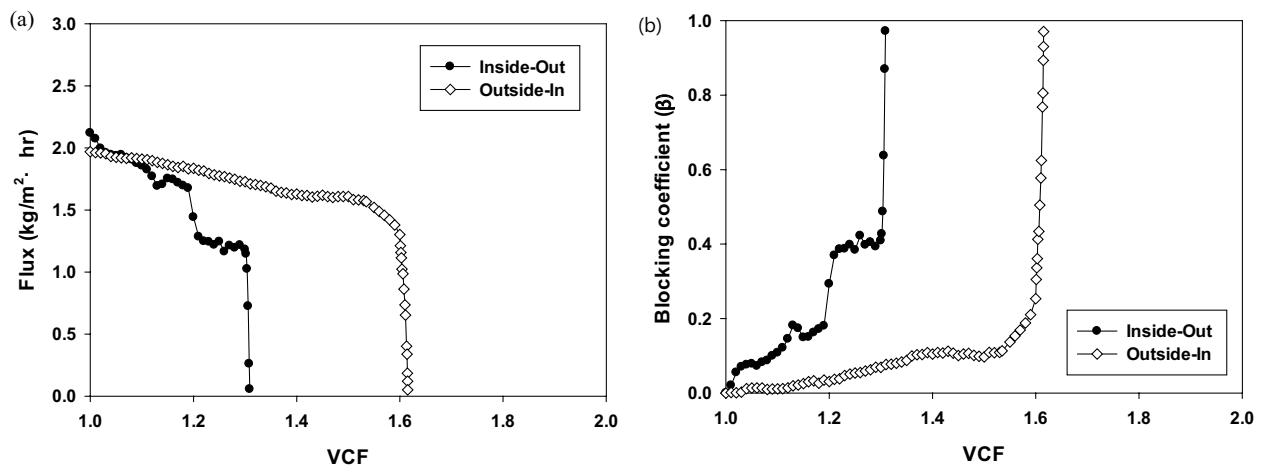 (a)
3.0
2.5
2.0
1.5
1.0
0.5
0.0
Flux (kg/m²· hr)
Inside-Out
Outside-In
1.0 1.2 1.4 1.6 1.8 2.0
VCF
(b)
1.0
0.8
0.6
0.4
0.2
0.0
Blocking coefficient (β)
Inside-Out
Outside-In
1.0 1.2 1.4 1.6 1.8 2.0
VCF